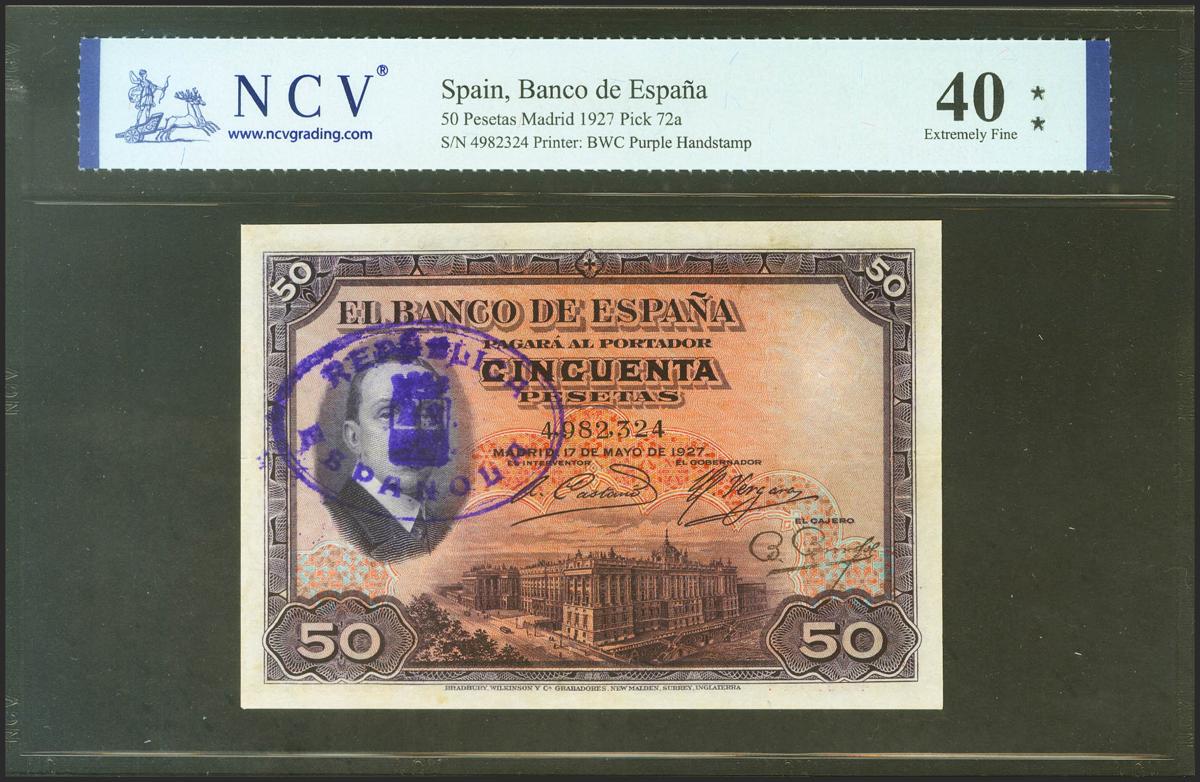 NCV®
www.ncvgrading.com
Spain, Banco de España
50 Pesetas Madrid 1927 Pick 72a
S/N 4982324 Printer: BWC Purple Handstamp
40 ★ ★
Extremely Fine
50 50
EL BANCO DE ESPAÑA
PAGARÁ AL PORTADOR
CINCUENTA
PESETAS
REPUBLICA
ESPAÑOLA
4,982,324
MADRID, 17 DE MAYO DE 1927.
EL INTERVENTOR EL GOBERNADOR
EL CAJERO
50 50
BRADBURY, WILKINSON Y Cª GRABADORES, NEW MALDEN, SURREY, INGLATERRA